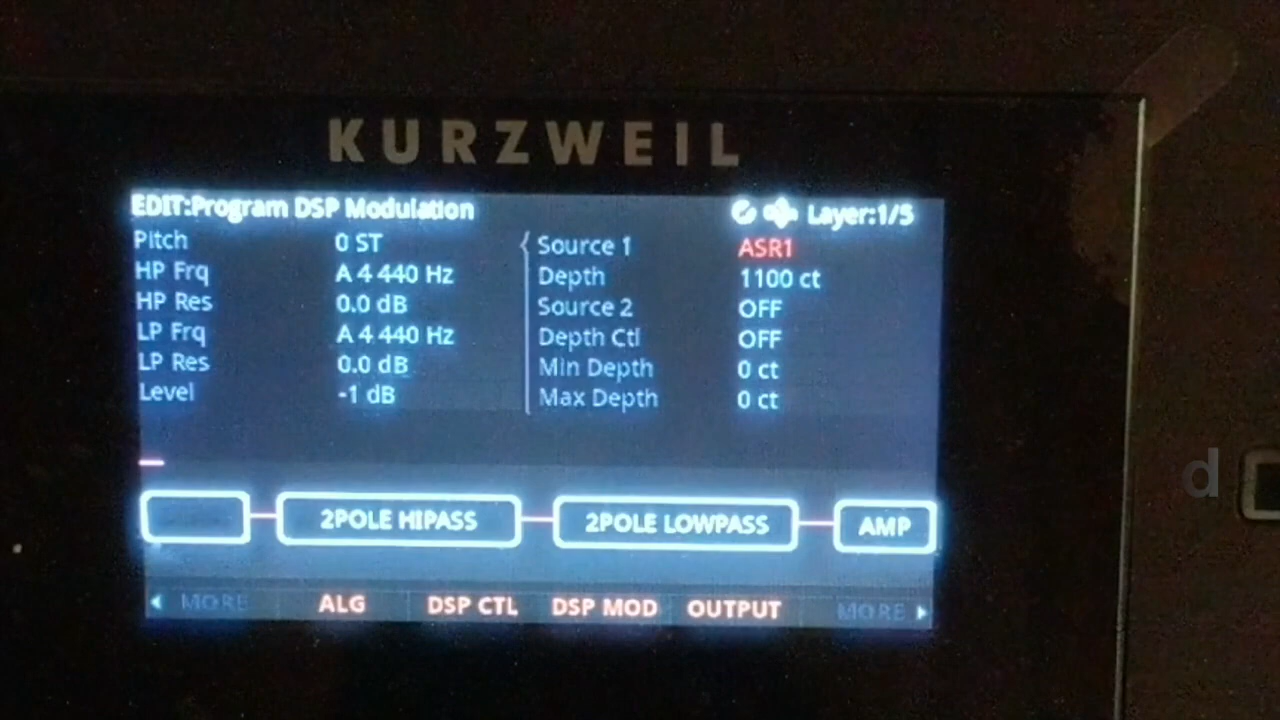 KURZWEIL
EDIT:Program DSP Modulation Layer:1/5
Pitch 0 ST Source 1 ASR1
HP Frq A 4 440 Hz Depth 1100 ct
HP Res 0.0 dB Source 2 OFF
LP Frq A 4 440 Hz Depth Ctl OFF
LP Res 0.0 dB Min Depth 0 ct
Level -1 dB Max Depth 0 ct
2POLE HIPASS 2POLE LOWPASS AMP
MORE ALG DSP CTL DSP MOD OUTPUT MORE
d